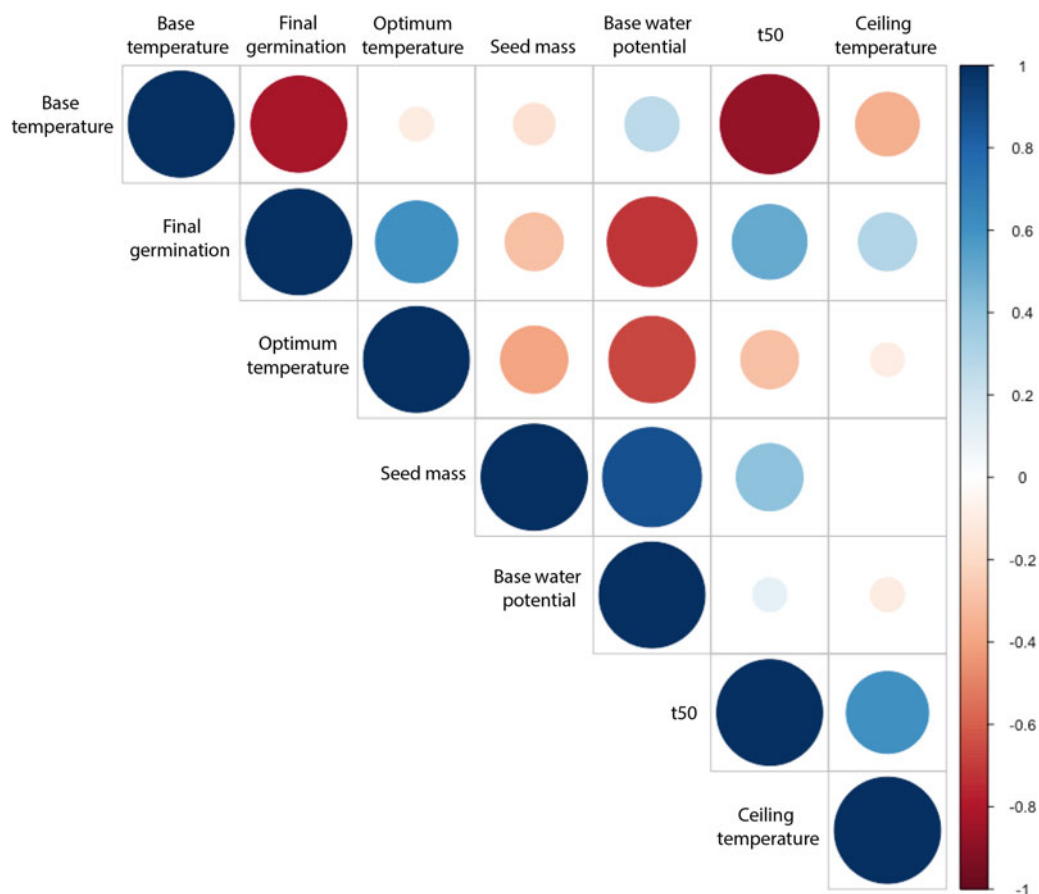 Base
temperature
Final
germination
Optimum
temperature
Seed mass
Base water
potential
t50
Ceiling
temperature
Base
temperature
Final
germination
Optimum
temperature
Seed mass
Base water
potential
t50
Ceiling
temperature
1
0.8
0.6
0.4
0.2
0
-0.2
-0.4
-0.6
-0.8
-1